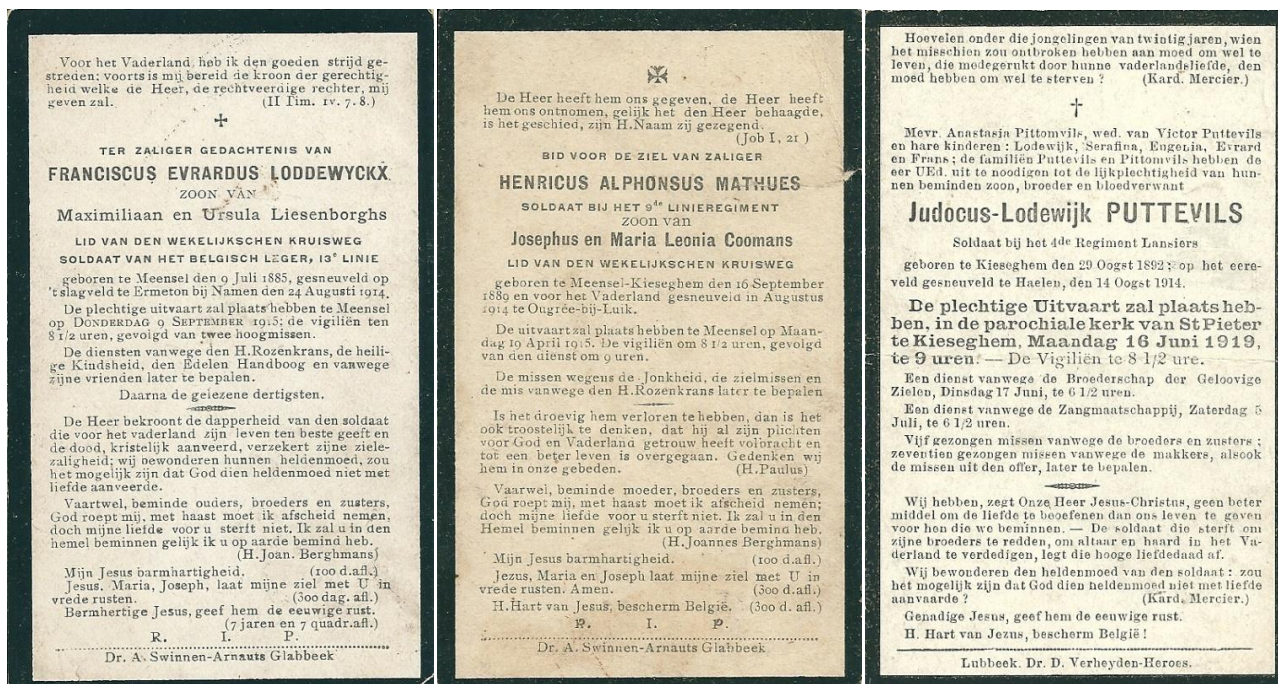 Voor het Vaderland, heb ik den goeden strijd ge-
streden: voorts is mij bereid de kroon der gerechtig-
heid welke de Heer, de rechtveerdige rechter, mij
geven zal. (II Tim. IV. 7. 8.)
TER ZALIGER GEDACHTENIS VAN
FRANCISCUS EVRARDUS LODDEWYCKX
ZOON VAN
Maximiliaan en Ursula Liesenborghs
LID VAN DEN WEKELIJKSCHEN KRUISWEG
SOLDAAT VAN HET BELGISCH LEGER, 13e LINIE
geboren te Meensel den 9 Juli 1885, gesneuveld op
't slagveld te Ermeton bij Namen den 24 Augusti 1914.
De plechtige uitvaart zal plaats hebben te Meensel
op DONDERDAG 9 SEPTEMBER 1915; de vigiliën ten
8 1/2 uren, gevolgd van twee hoogmissen.
De diensten vanwege den H. Rozenkrans, de heili-
ge Kindsheid, den Edelen Handboog en vanwege
zijne vrienden later te bepalen.
Daarna de gelezene dertigsten.
De Heer bekroont de dapperheid van den soldaat
die voor het vaderland zijn leven ten beste geeft en
de dood, kristelijk aanveerd, verzekert zijne ziele-
zaligheid; wij bewonderen hunnen heldenmoed, zou
het mogelijk zijn dat God dien heldenmoed niet met
liefde aanveerde.
Vaartwel, beminde ouders, broeders en zusters,
God roept mij, met haast moet ik afscheid nemen,
doch mijne liefde voor u sterft niet. Ik zal u in den
hemel beminnen gelijk ik u op aarde bemind heb.
(H. Joan. Berghmans)
Mijn Jesus barmhartigheid. (100 d.afl.)
Jesus, Maria, Joseph, laat mijne ziel met U in
vrede rusten. (300 dag. afl.)
Bermhertige Jesus, geef hem de eeuwige rust.
(7 jaren en 7 quadr.afl.)
R. I. P.
Dr. A. Swinnen-Arnauts Glabbeek
De Heer heeft hem ons gegeven, de Heer heeft
hem ons ontnomen, gelijk het den Heer behaagde,
is het geschied, zijn H. Naam zij gezegend.
(Job I, 21)
BID VOOR DE ZIEL VAN ZALIGER
HENRICUS ALPHONSUS MATHUES
SOLDAAT BIJ HET 9de LINIEREGIMENT
zoon van
Josephus en Maria Leonia Coomans
LID VAN DEN WEKELIJKSCHEN KRUISWEG
geboren te Meensel-Kieseghem den 16 September
1889 en voor het Vaderland gesneuveld in Augustus
1914 te Ougrée-bij-Luik.
De uitvaart zal plaats hebben te Meensel op Maan-
dag 19 April 1915. De vigiliën om 8 1/2 uren, gevolgd
van den dienst om 9 uren.
De missen wegens de Jonkheid, de zielmissen en
de mis vanwege den H. Rozenkrans later te bepalen
Is het droevig hem verloren te hebben, dan is het
ook troostelijk te denken, dat hij al zijn plichten
voor God en Vaderland getrouw heeft volbracht en
tot een beter leven is overgegaan. Gedenken wij
hem in onze gebeden. (H. Paulus)
Vaarwel, beminde moeder, broeders en zusters,
God roept mij, met haast moet ik afscheid nemen;
doch mijne liefde voor u sterft niet. Ik zal u in den
Hemel beminnen gelijk ik u op aarde bemind heb.
(H. Joannes Berghmans)
Mijn Jesus barmhartigheid. (100 d.afl.)
Jezus, Maria en Joseph laat mijne ziel met U in
vrede rusten. Amen. (300 d.afl.)
H. Hart van Jesus, bescherm België. (300 d. afl.)
R. I. P.
Dr. A. Swinnen-Arnauts Glabbeek
Hoevelen onder die jongelingen van twintig jaren, wien
het misschien zou ontbroken hebben aan moed om wel te
leven, die medegerukt door hunne vaderlandsliefde, den
moed hebben om wel te sterven? (Kard. Mercier.)
Mevr. Anastasia Pittomvils, wed. van Victor Puttevils
en hare kinderen: Lodewijk, Serafina, Eugenia, Evrard
en Frans; de familiën Puttevils en Pittomvils hebben de
eer UEd. uit te noodigen tot de lijkplechtigheid van hun-
nen beminden zoon, broeder en bloedverwant
Judocus-Lodewijk PUTTEVILS
Soldaat bij het 4de Regiment Lansiers
geboren te Kieseghem den 29 Oogst 1892; op het eere-
veld gesneuveld te Haelen, den 14 Oogst 1914.
De plechtige Uitvaart zal plaats heb-
ben, in de parochiale kerk van St Pieter
te Kieseghem, Maandag 16 Juni 1919,
te 9 uren. — De Vigiliën te 8 1/2 ure.
Een dienst vanwege de Broederschap der Geloovige
Zielen, Dinsdag 17 Juni, te 6 1/2 uren.
Een dienst vanwege de Zangmaatschappij, Zaterdag 5
Juli, te 6 1/2 uren.
Vijf gezongen missen vanwege de broeders en zusters;
zeventien gezongen missen vanwege de makkers, alsook
de missen uit den offer, later te bepalen.
Wij hebben, zegt Onze Heer Jesus-Christus, geen beter
middel om de liefde te beoefenen dan ons leven te geven
voor hen die we beminnen. — De soldaat die sterft om
zijne broeders te redden, om altaar en haard in het Va-
derland te verdedigen, legt die hooge liefdedaad af.
Wij bewonderen den heldenmoed van den soldaat: zou
het mogelijk zijn dat God dien heldenmoed niet met liefde
aanvaarde? (Kard. Mercier.)
Genadige Jesus, geef hem de eeuwige rust.
H. Hart van Jezus, bescherm België!
Lubbeek. Dr. D. Verheyden-Heroes.